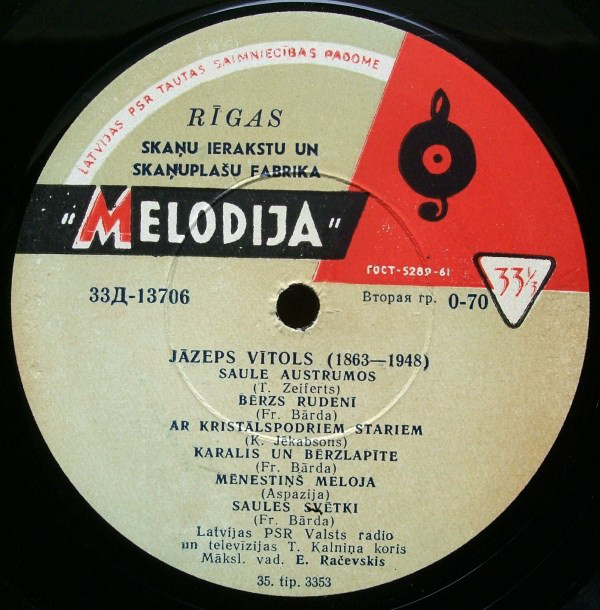 LATVIJAS PSR TAUTAS SAIMNIECĪBAS PADOME
RĪGAS
SKAŅU IERAKSTU UN
SKAŅUPLAŠU FABRIKA
"MELODIJA"
ГОСТ-5289-61
33⅓
33Д-13706
Вторая гр. 0-70
JĀZEPS VĪTOLS (1863—1948)
SAULE AUSTRUMOS
(T. Zeiferts)
BĒRZS RUDENI
(Fr. Bārda)
AR KRISTĀLSPODRIEM STARIEM
(K. Jēkabsons)
KARALIS UN BĒRZLAPĪTE
(Fr. Bārda)
MĒNESTIŅŠ MELOJA
(Aspazija)
SAULES SVĒTKI
(Fr. Bārda)
Latvijas PSR Valsts radio
un televīzijas T. Kalniņa koris
Māksl. vad. E. Račevskis
35. tip. 3353